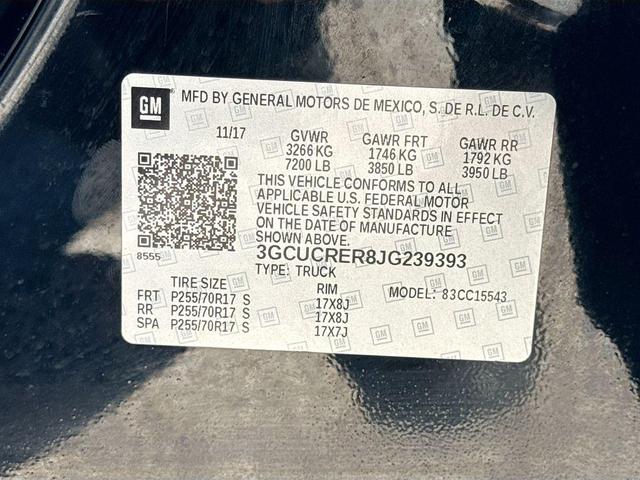 GM MFD BY GENERAL MOTORS DE MEXICO, S. DE R.L. DE C.V.
11/17 GVWR GAWR FRT GAWR RR
3266 KG 1746 KG 1792 KG
7200 LB 3850 LB 3950 LB
THIS VEHICLE CONFORMS TO ALL
APPLICABLE U.S. FEDERAL MOTOR
VEHICLE SAFETY STANDARDS IN EFFECT
ON THE DATE OF MANUFACTURE
SHOWN ABOVE.
8555 3GCUCRER8JG239393
TYPE: TRUCK
TIRE SIZE RIM MODEL: 83CC15543
FRT P255/70R17 S 17X8J
RR P255/70R17 S 17X8J
SPA P255/70R17 S 17X7J